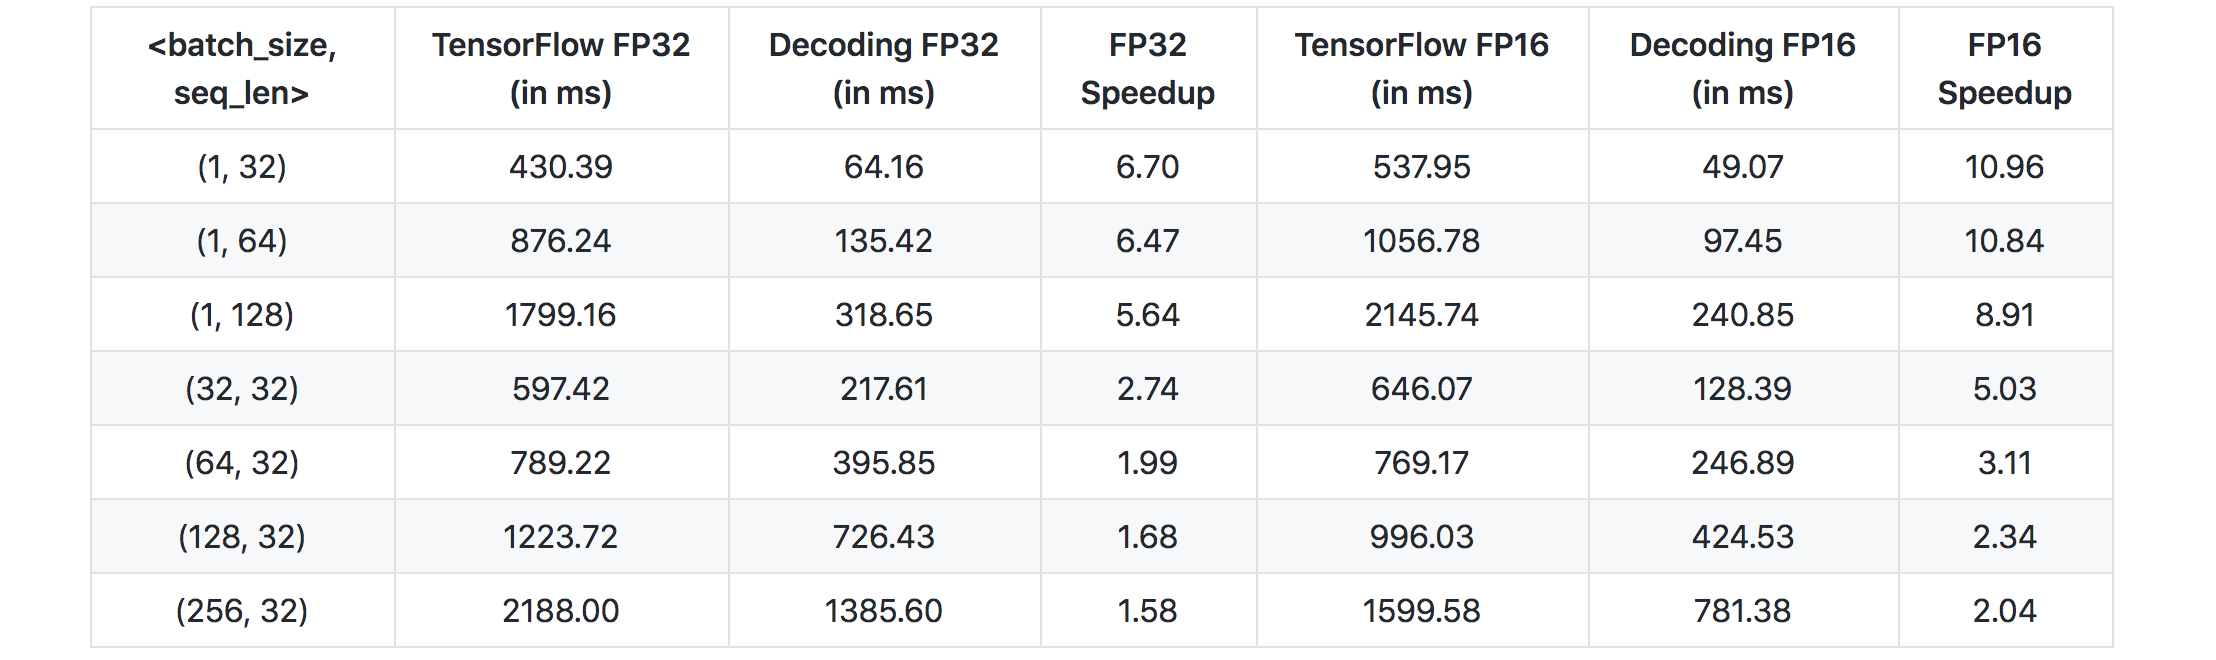 <batch_size, seq_len> TensorFlow FP32 (in ms) Decoding FP32 (in ms) FP32 Speedup TensorFlow FP16 (in ms) Decoding FP16 (in ms) FP16 Speedup
(1, 32) 430.39 64.16 6.70 537.95 49.07 10.96
(1, 64) 876.24 135.42 6.47 1056.78 97.45 10.84
(1, 128) 1799.16 318.65 5.64 2145.74 240.85 8.91
(32, 32) 597.42 217.61 2.74 646.07 128.39 5.03
(64, 32) 789.22 395.85 1.99 769.17 246.89 3.11
(128, 32) 1223.72 726.43 1.68 996.03 424.53 2.34
(256, 32) 2188.00 1385.60 1.58 1599.58 781.38 2.04